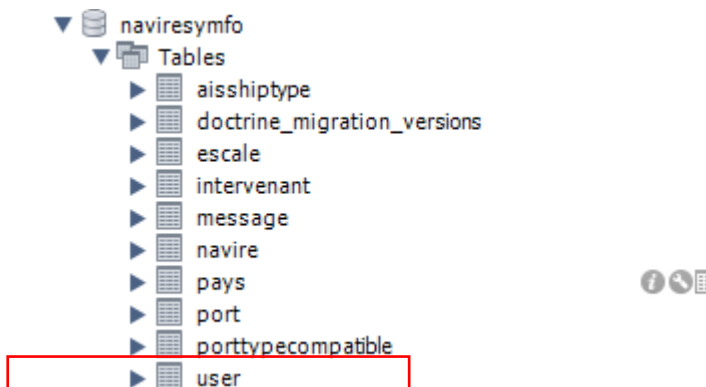 naviresymfo
Tables
aisshiptype
doctrine_migration_versions
escale
intervenant
message
navire
pays
port
porttypecompatible
user